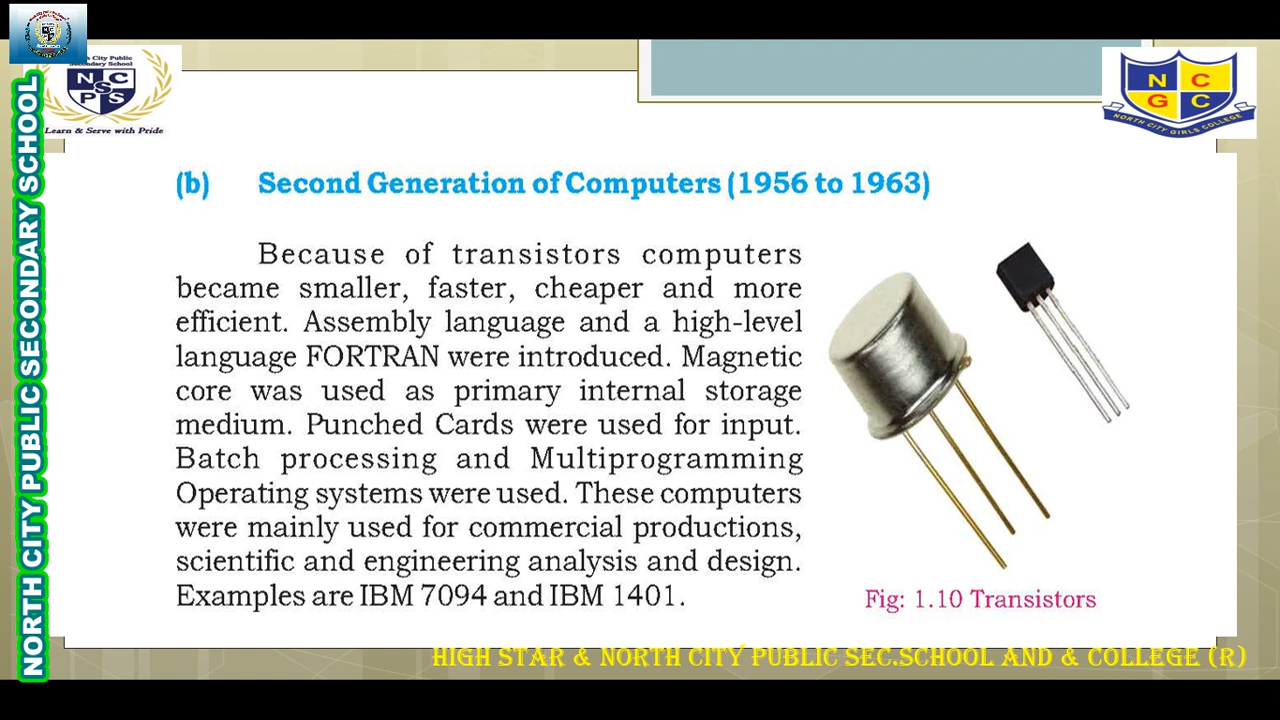 North City Public
Secondary School
N C
S
P S
Learn & Serve with Pride
N C
G C
NORTH CITY GIRLS COLLEGE
NORTH CITY PUBLIC SECONDARY SCHOOL
(b) Second Generation of Computers (1956 to 1963)
Because of transistors computers
became smaller, faster, cheaper and more
efficient. Assembly language and a high-level
language FORTRAN were introduced. Magnetic
core was used as primary internal storage
medium. Punched Cards were used for input.
Batch processing and Multiprogramming
Operating systems were used. These computers
were mainly used for commercial productions,
scientific and engineering analysis and design.
Examples are IBM 7094 and IBM 1401.
Fig: 1.10 Transistors
HIGH STAR & NORTH CITY PUBLIC SEC.SCHOOL AND & COLLEGE (R)